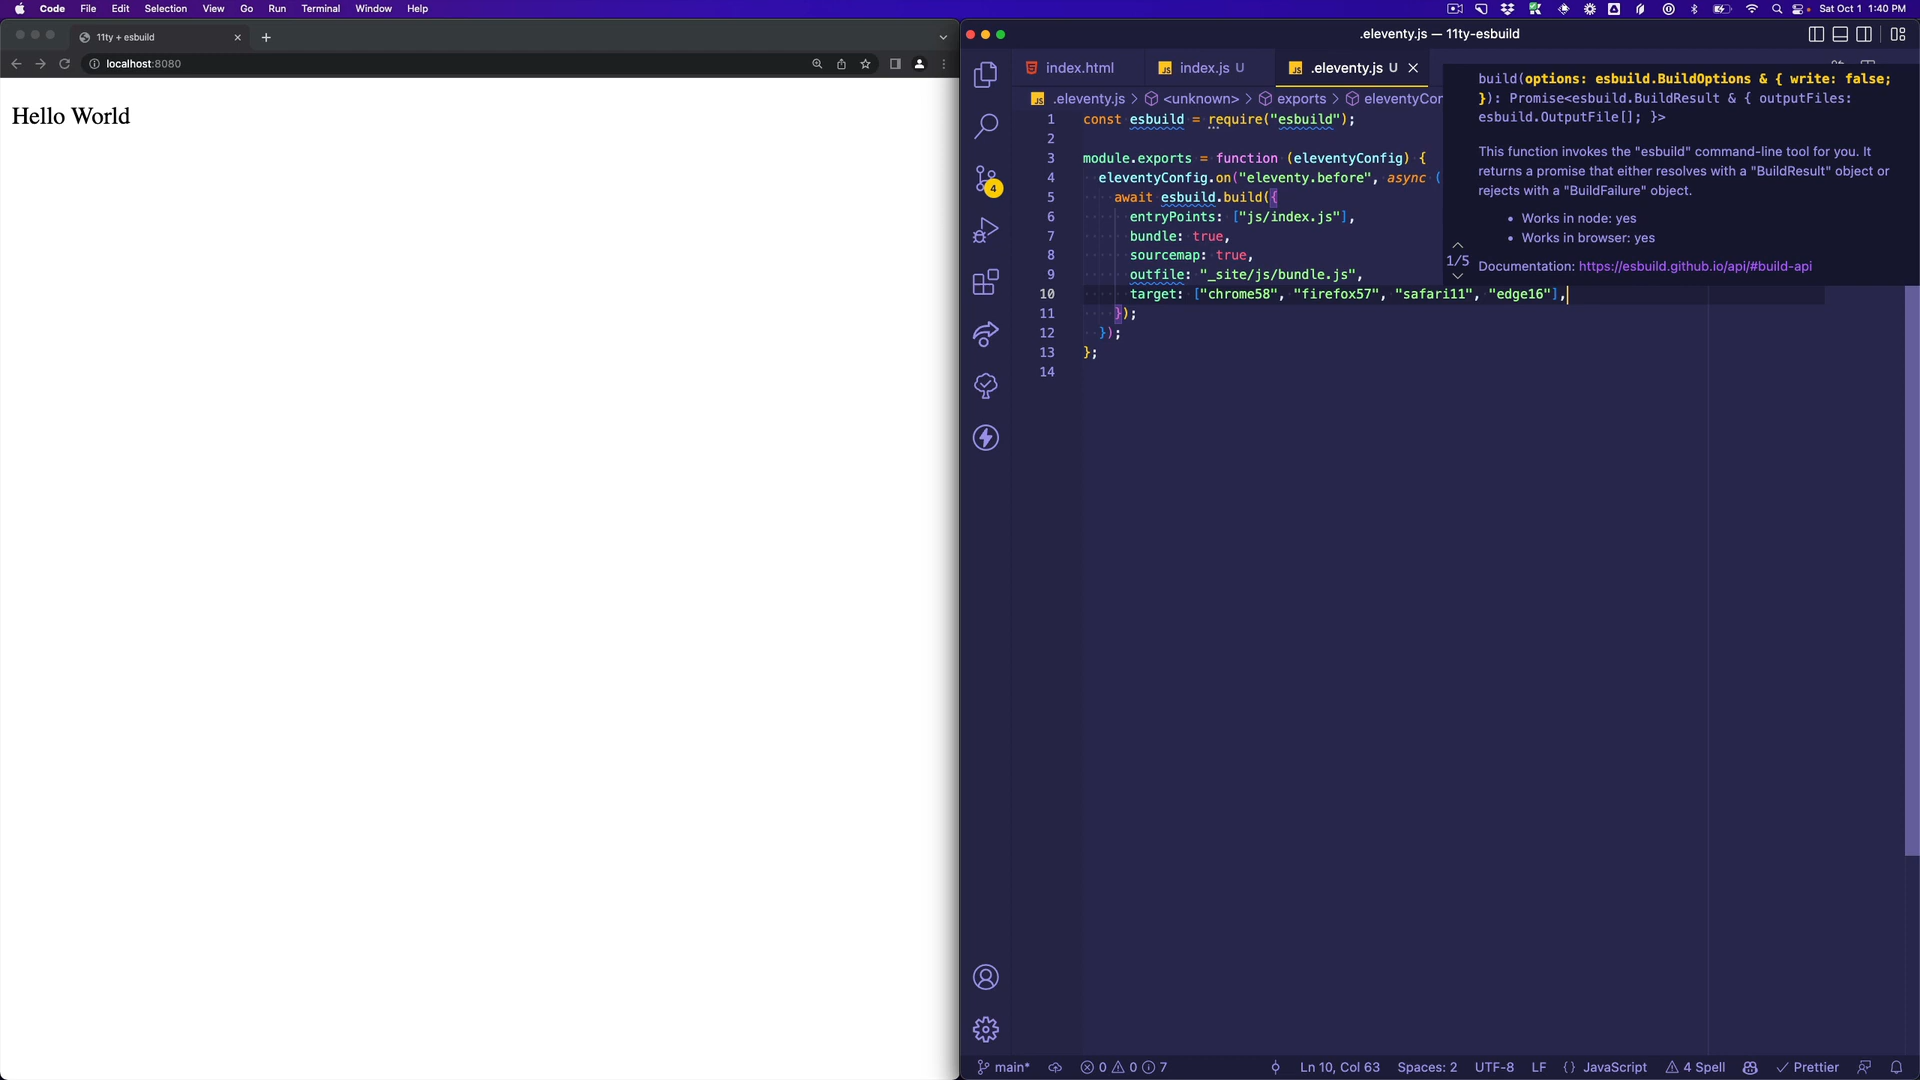 Code File Edit Selection View Go Run Terminal Window Help
Sat Oct 1 1:40 PM
11ty + esbuild
localhost:8080
Hello World
.eleventy.js — 11ty-esbuild
index.html
index.js U
.eleventy.js U
.eleventy.js > <unknown> > exports > eleventyCon
4
1 const esbuild = require("esbuild");
2
3 module.exports = function (eleventyConfig) {
4 eleventyConfig.on("eleventy.before", async (
5 await esbuild.build({
6 entryPoints: ["js/index.js"],
7 bundle: true,
8 sourcemap: true,
9 outfile: "_site/js/bundle.js",
10 target: ["chrome58", "firefox57", "safari11", "edge16"],
11 });
12 });
13 };
14
build(options: esbuild.BuildOptions & { write: false;
}): Promise<esbuild.BuildResult & { outputFiles:
esbuild.OutputFile[]; }>
This function invokes the "esbuild" command-line tool for you. It
returns a promise that either resolves with a "BuildResult" object or
rejects with a "BuildFailure" object.
• Works in node: yes
• Works in browser: yes
1/5
Documentation: https://esbuild.github.io/api/#build-api
main* 0 0 7
Ln 10, Col 63 Spaces: 2 UTF-8 LF {} JavaScript 4 Spell Prettier